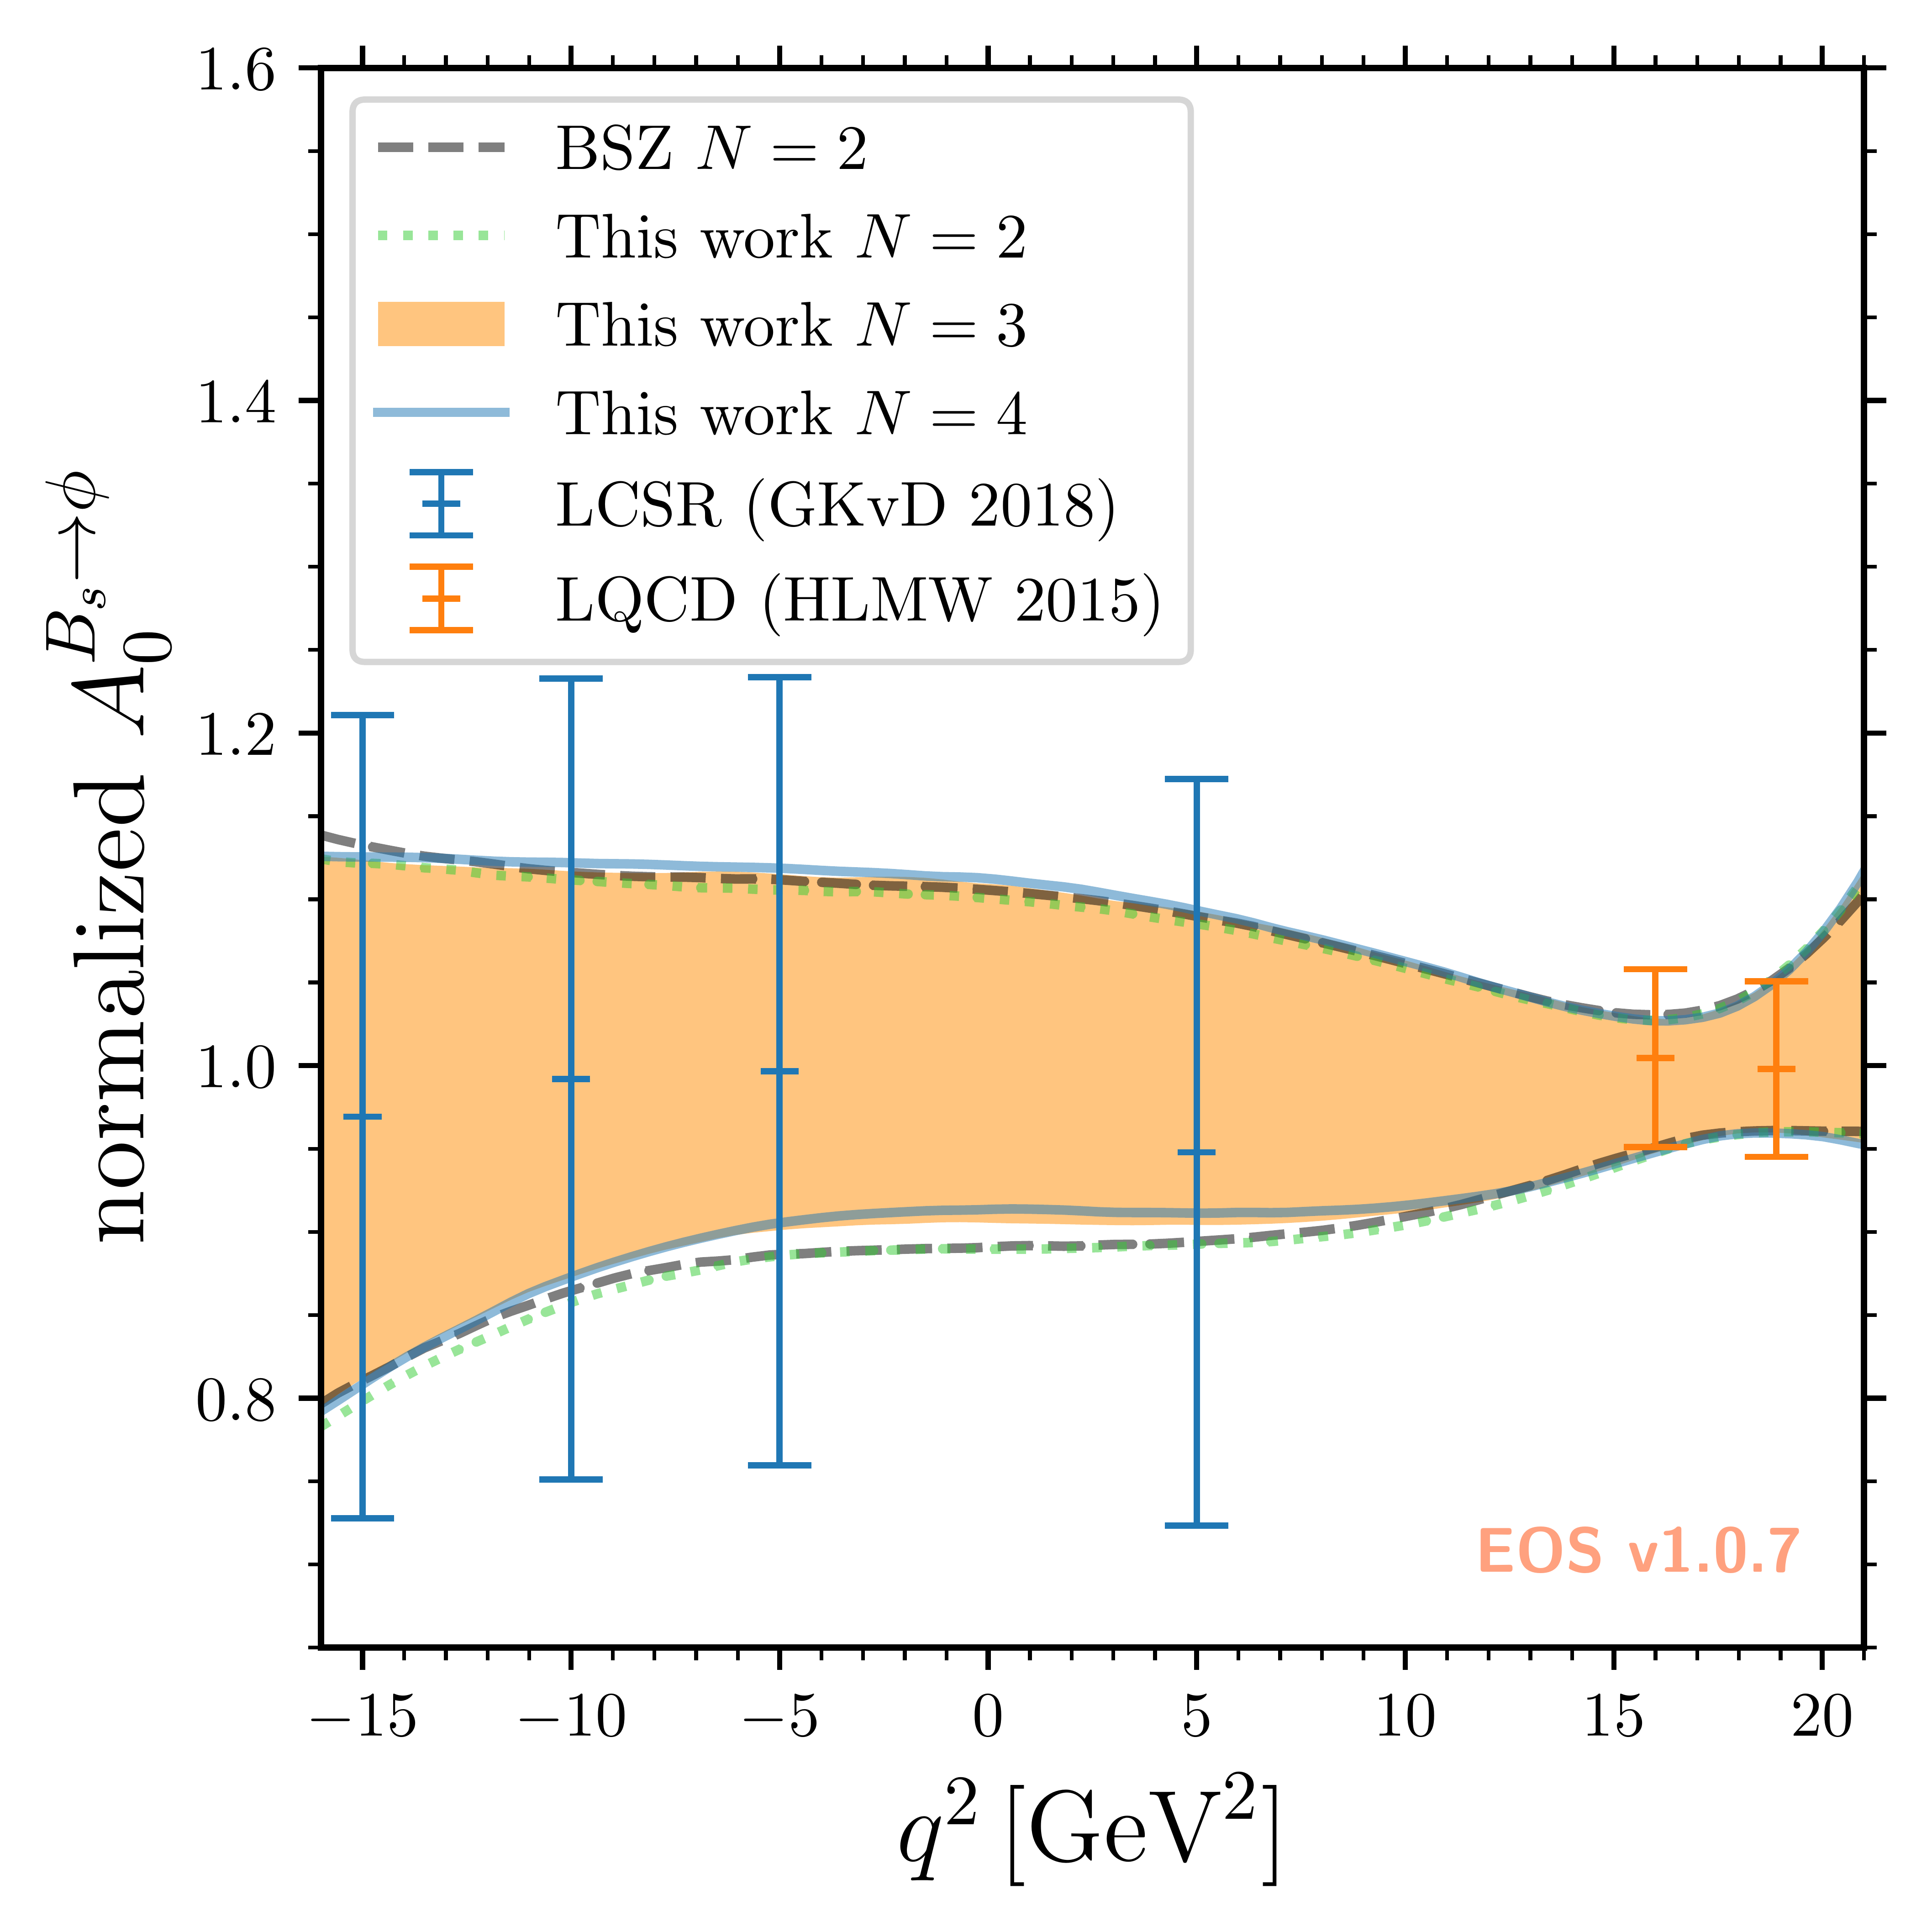 1.6
1.4
1.2
1.0
0.8
normalized $A_0^{B_s \to \phi}$
BSZ $N = 2$
This work $N = 2$
This work $N = 3$
This work $N = 4$
LCSR (GKvD 2018)
LQCD (HLMW 2015)
EOS v1.0.7
−15 −10 −5 0 5 10 15 20
$q^2$ [GeV$^2$]